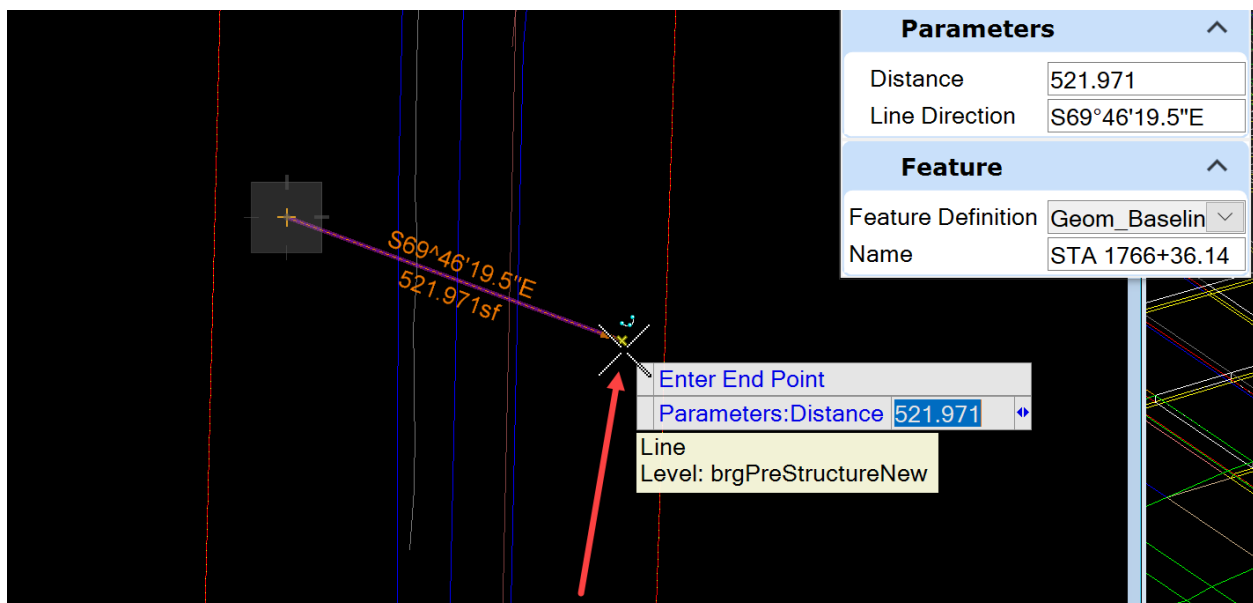 Parameters
Distance 521.971
Line Direction S69°46'19.5"E
Feature
Feature Definition Geom_Baselin
Name STA 1766+36.14
S69^46'19.5"E
521.971sf
Enter End Point
Parameters:Distance 521.971
Line
Level: brgPreStructureNew